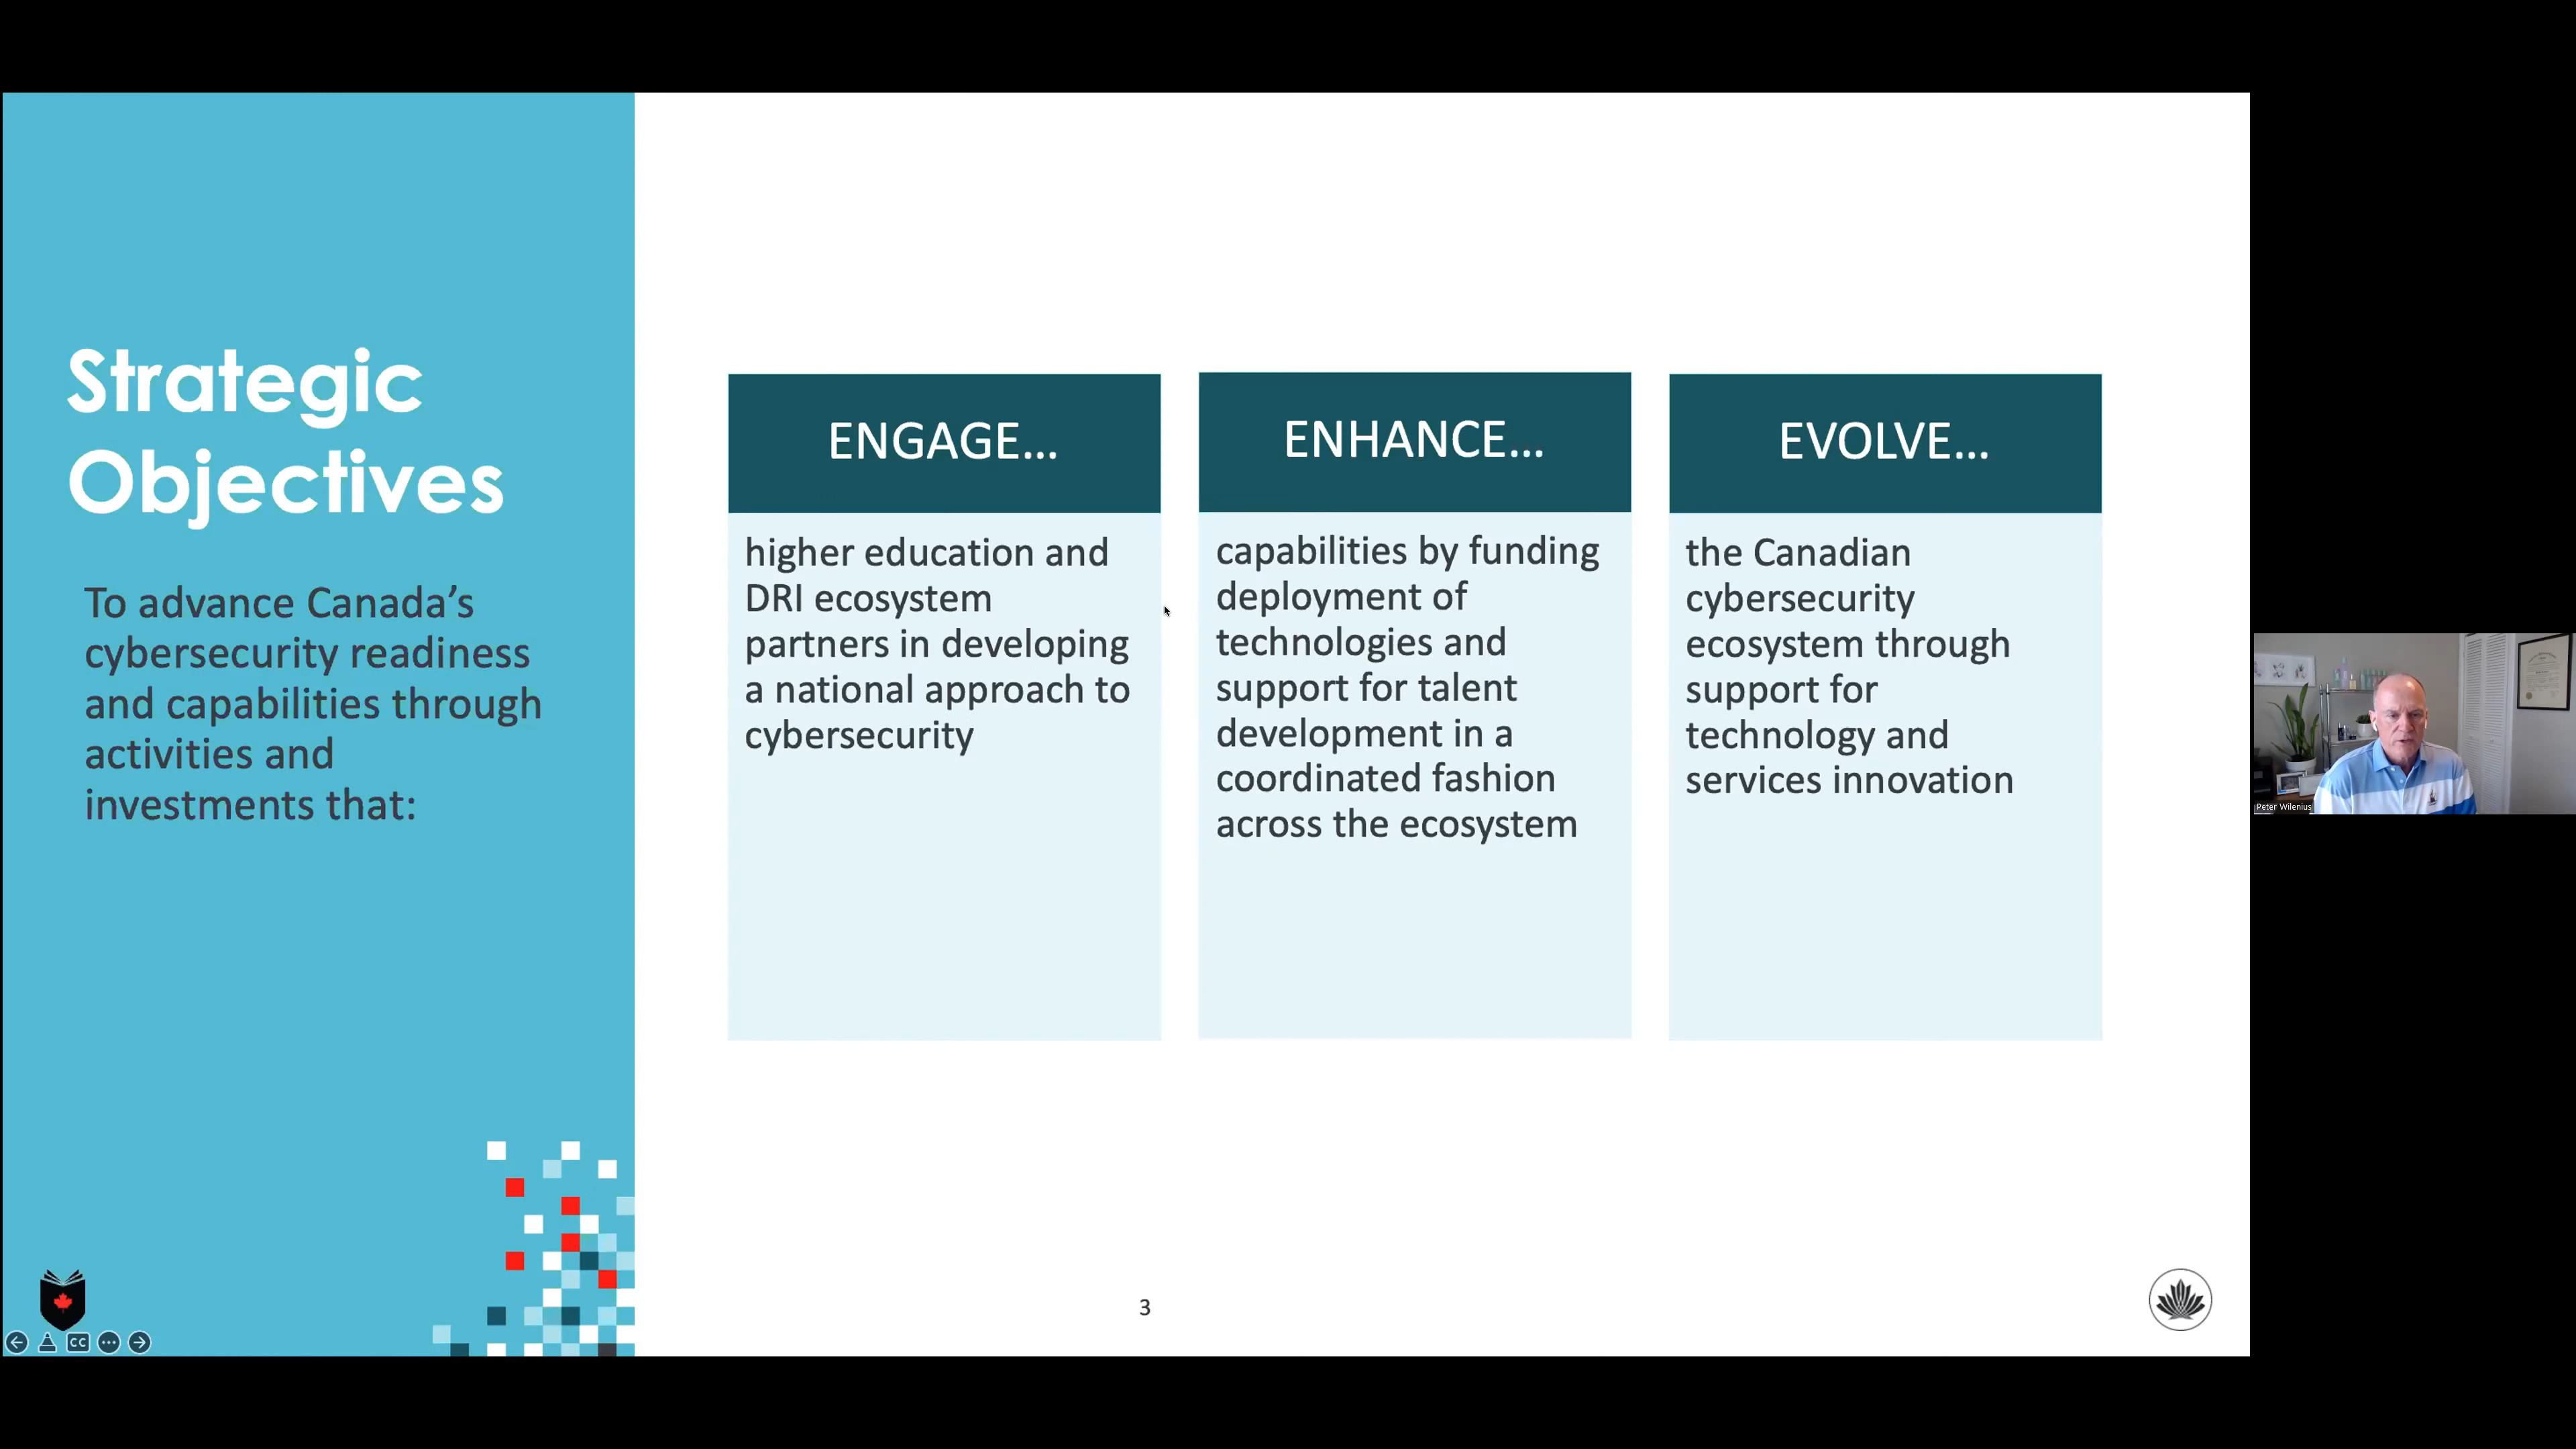 Strategic
Objectives
To advance Canada’s
cybersecurity readiness
and capabilities through
activities and
investments that:
ENGAGE...
higher education and
DRI ecosystem
partners in developing
a national approach to
cybersecurity
ENHANCE...
capabilities by funding
deployment of
technologies and
support for talent
development in a
coordinated fashion
across the ecosystem
EVOLVE...
the Canadian
cybersecurity
ecosystem through
support for
technology and
services innovation
3
CC
Peter Wilenius